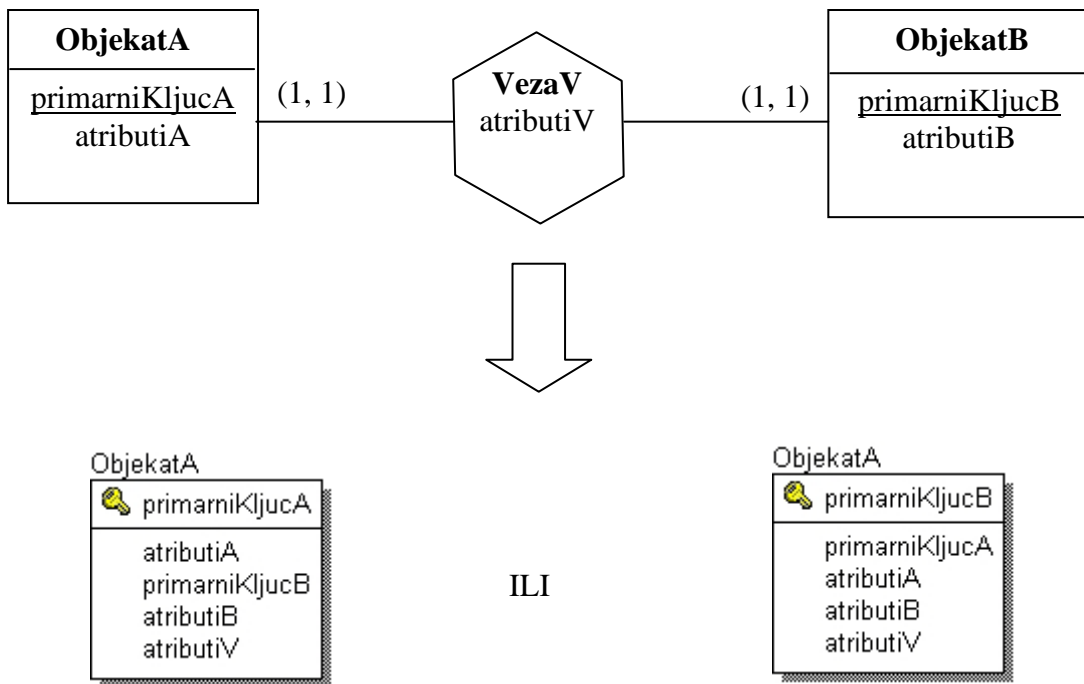 ObjekatA
primarniKljucA
atributiA
(1, 1)
VezaV
atributiV
(1, 1)
ObjekatB
primarniKljucB
atributiB
ObjekatA
primarniKljucA
atributiA
primarniKljucB
atributiB
atributiV
ILI
ObjekatA
primarniKljucB
primarniKljucA
atributiA
atributiB
atributiV